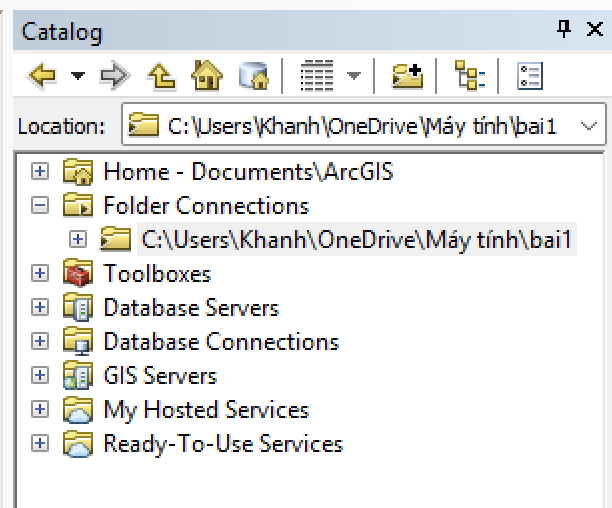 Catalog
Location: C:\Users\Khanh\OneDrive\Máy tính\bai1
Home - Documents\ArcGIS
Folder Connections
C:\Users\Khanh\OneDrive\Máy tính\bai1
Toolboxes
Database Servers
Database Connections
GIS Servers
My Hosted Services
Ready-To-Use Services